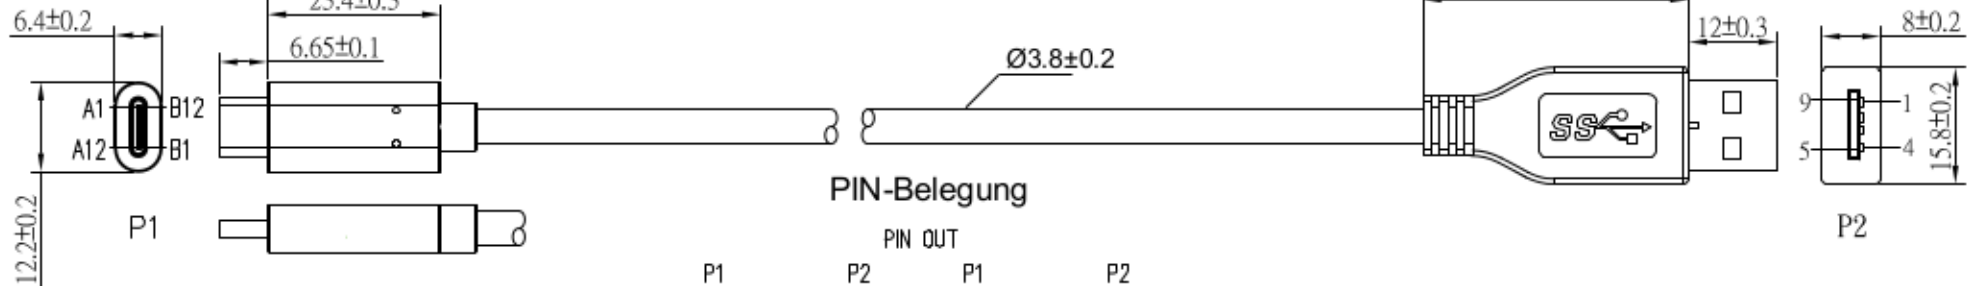 6.4±0.2
6.65±0.1
Ø3.8±0.2
12±0.3
8±0.2
A1
B12
A12
B1
12.2±0.2
P1
SS
9
1
5
4
15.8±0.2
P2
PIN-Belegung
PIN OUT
P1 P2 P1 P2